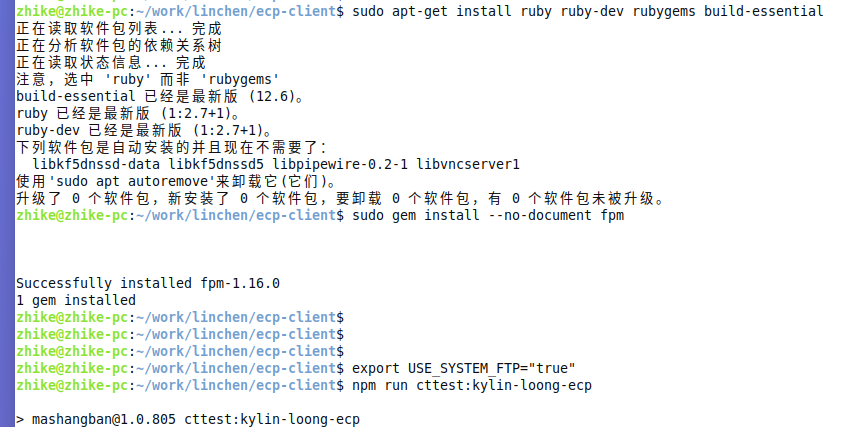 zhike@zhike-pc:~/work/linchen/ecp-client$ sudo apt-get install ruby ruby-dev rubygems build-essential
正在读取软件包列表... 完成
正在分析软件包的依赖关系树
正在读取状态信息... 完成
注意，选中 'ruby' 而非 'rubygems'
build-essential 已经是最新版 (12.6)。
ruby 已经是最新版 (1:2.7+1)。
ruby-dev 已经是最新版 (1:2.7+1)。
下列软件包是自动安装的并且现在不需要了：
libkf5dnssd-data libkf5dnssd5 libpipewire-0.2-1 libvncserver1
使用'sudo apt autoremove'来卸载它(它们)。
升级了 0 个软件包，新安装了 0 个软件包，要卸载 0 个软件包，有 0 个软件包未被升级。
zhike@zhike-pc:~/work/linchen/ecp-client$ sudo gem install --no-document fpm
Successfully installed fpm-1.16.0
1 gem installed
zhike@zhike-pc:~/work/linchen/ecp-client$
zhike@zhike-pc:~/work/linchen/ecp-client$
zhike@zhike-pc:~/work/linchen/ecp-client$
zhike@zhike-pc:~/work/linchen/ecp-client$ export USE_SYSTEM_FTP="true"
zhike@zhike-pc:~/work/linchen/ecp-client$ npm run cttest:kylin-loong-ecp
> mashangban@1.0.805 cttest:kylin-loong-ecp